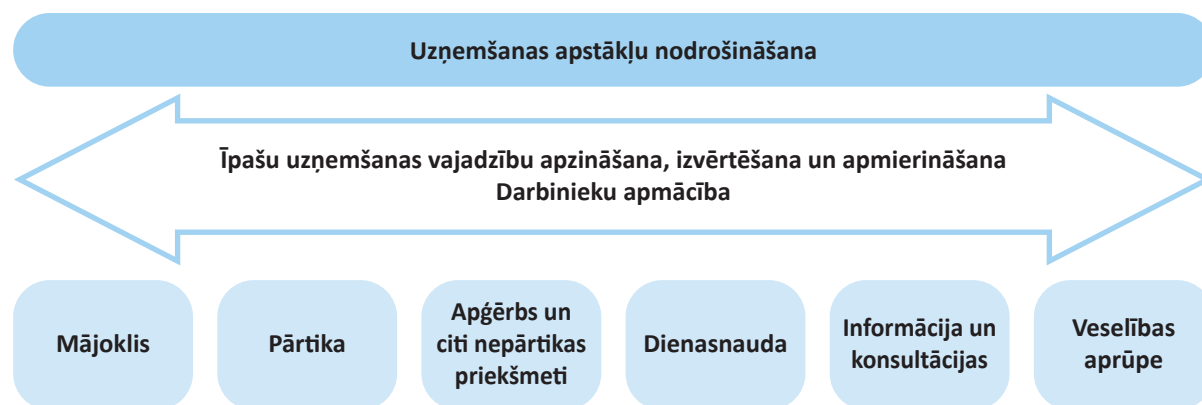 Uzņemšanas apstākļu nodrošināšana
Īpašu uzņemšanas vajadzību apzināšana, izvērtēšana un apmierināšana
Darbinieku apmācība
Mājoklis
Pārtika
Apģērbs un
citi nepārtikas
priekšmeti
Dienasnauda
Informācija un
konsultācijas
Veselības
aprūpe